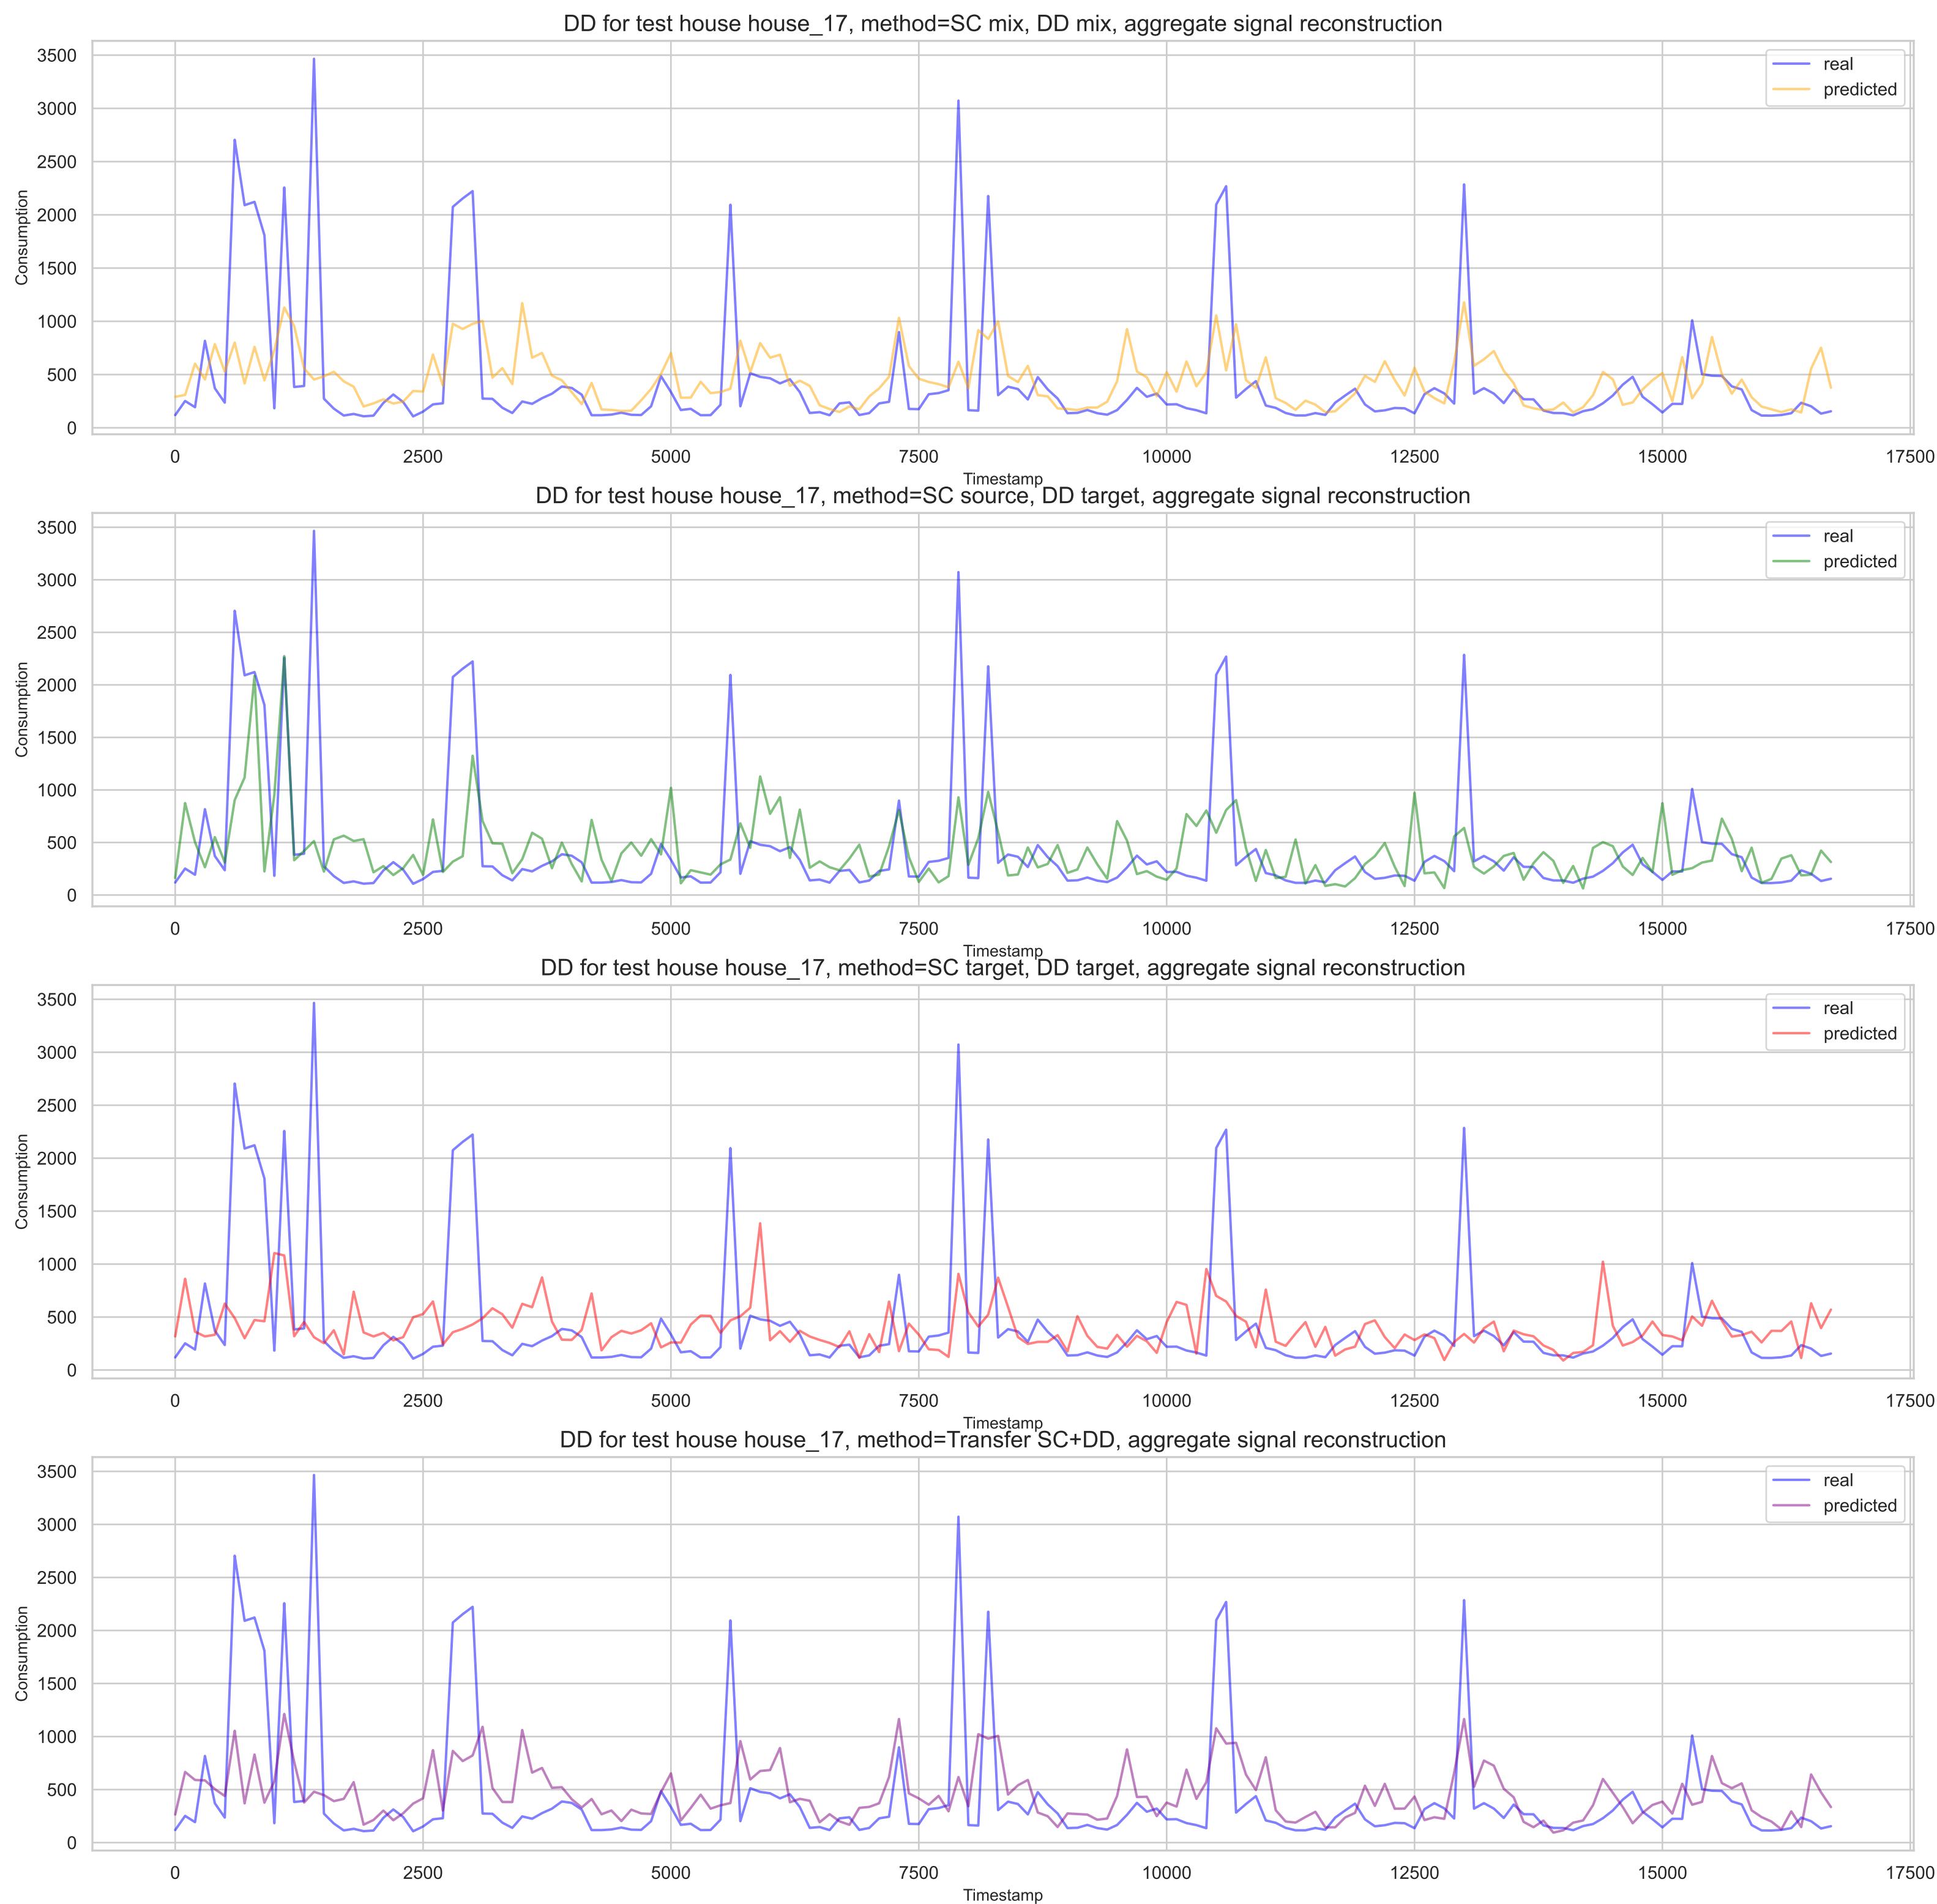 DD for test house house_17, method=SC mix, DD mix, aggregate signal reconstruction
3500
3000
2500
2000
1500
1000
500
0
Consumption
real
predicted
0 2500 5000 7500 10000 12500 15000 17500
Timestamp
DD for test house house_17, method=SC source, DD target, aggregate signal reconstruction
3500
3000
2500
2000
1500
1000
500
0
Consumption
real
predicted
0 2500 5000 7500 10000 12500 15000 17500
Timestamp
DD for test house house_17, method=SC target, DD target, aggregate signal reconstruction
3500
3000
2500
2000
1500
1000
500
0
Consumption
real
predicted
0 2500 5000 7500 10000 12500 15000 17500
Timestamp
DD for test house house_17, method=Transfer SC+DD, aggregate signal reconstruction
3500
3000
2500
2000
1500
1000
500
0
Consumption
real
predicted
0 2500 5000 7500 10000 12500 15000 17500
Timestamp